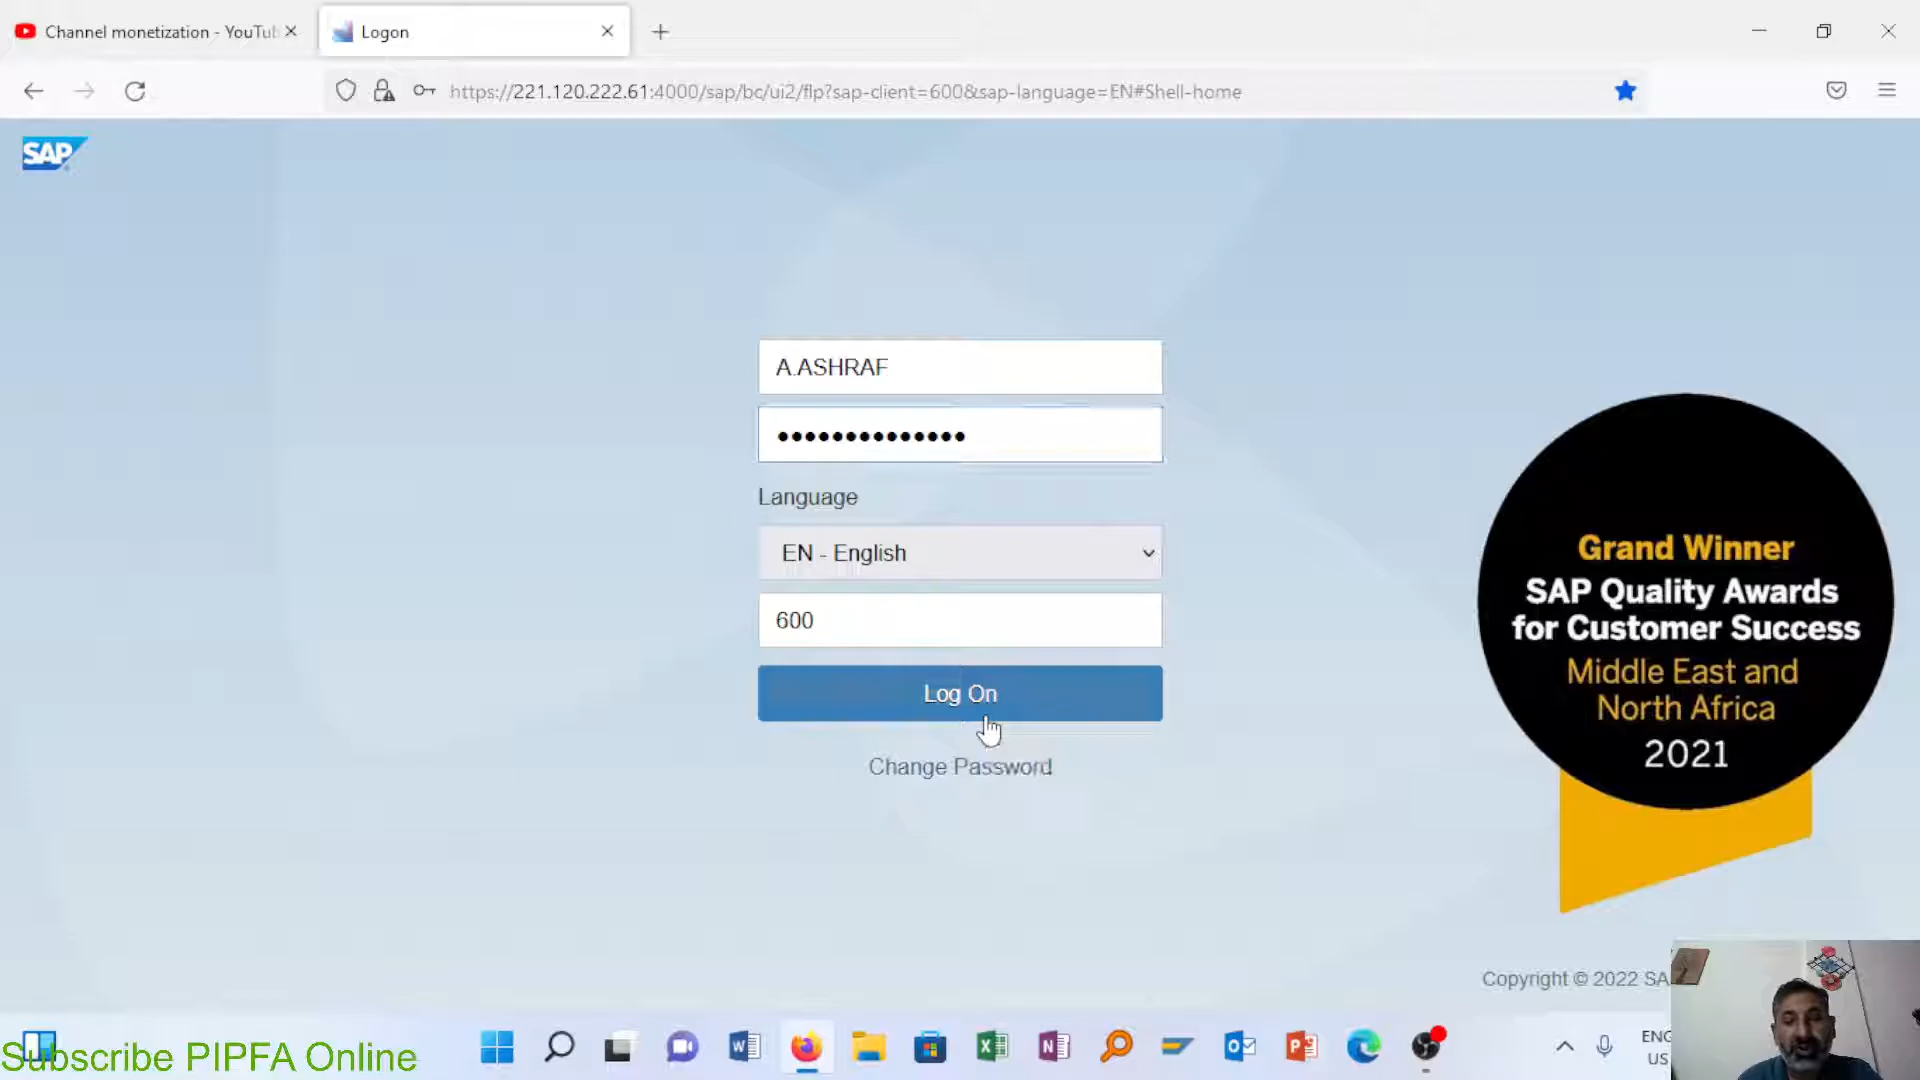 Channel monetization - YouTub
Logon
https://221.120.222.61:4000/sap/bc/ui2/flp?sap-client=600&sap-language=EN#Shell-home
SAP
A.ASHRAF
Language
EN - English
600
Log On
Change Password
Grand Winner
SAP Quality Awards
for Customer Success
Middle East and
North Africa
2021
Copyright © 2022 SA
Subscribe PIPFA Online
ENG
US